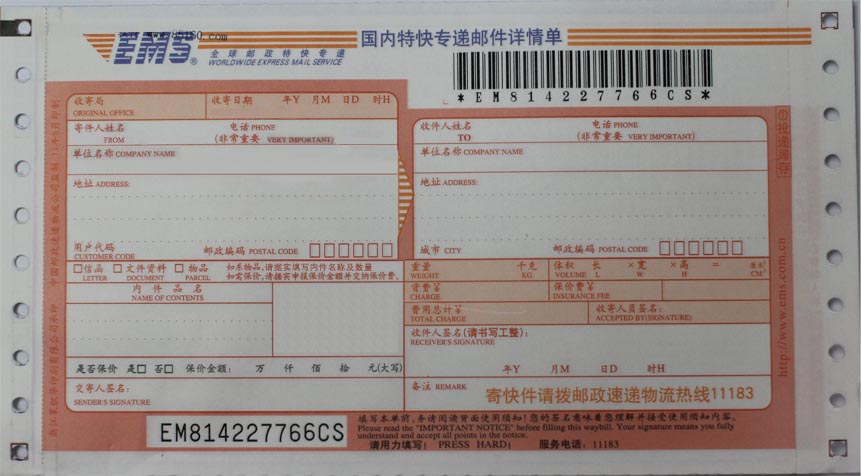 EMS®
全球邮政特快专递
WORLDWIDE EXPRESS MAIL SERVICE
国内特快专递邮件详情单
*EM814227766CS*
收寄局
ORIGINAL OFFICE
收寄日期 年Y 月M 日D 时H
寄件人姓名
FROM
电话 PHONE
(非常重要 VERY IMPORTANT)
单位名称 COMPANY NAME
地址 ADDRESS:
用户代码
CUSTOMER CODE
邮政编码 POSTAL CODE
收件人姓名
TO
电话 PHONE
(非常重要 VERY IMPORTANT)
单位名称 COMPANY NAME
地址 ADDRESS:
城市 CITY
邮政编码 POSTAL CODE
①投递局存
http://www.ems.com.cn
信函 文件资料 物品
LETTER DOCUMENT PARCEL
如系物品,请据实填写内件名称及数量
如需保价,请据实申报保价金额并交纳保价费。
内件品名
NAME OF CONTENTS
是否保价 是 否 保价金额: 万 仟 佰 拾 元(大写)
交寄人签名:
SENDER'S SIGNATURE
重量 千克
WEIGHT KG
体积 长 ×宽 ×高 = 厘米³
VOLUME L W H CM³
资费¥
CHARGE
保价费¥
INSURANCE FEE
费用总计¥
TOTAL CHARGE
收寄人员签名:
ACCEPTED BY(SIGNATURE)
收件人签名(请书写工整):
RECEIVER'S SIGNATURE
年Y 月M 日D 时H
备注 REMARK
寄快件请拨邮政速递物流热线11183
EM814227766CS
填写本单前,务请阅读背面使用须知!您的签名意味着您理解并接受使用须知内容。
Please read the "IMPORTANT NOTICE" before filling this waybill. Your signature means you fully
understand and accept all points in the notice.
请用力填写! PRESS HARD! 服务电话: 11183